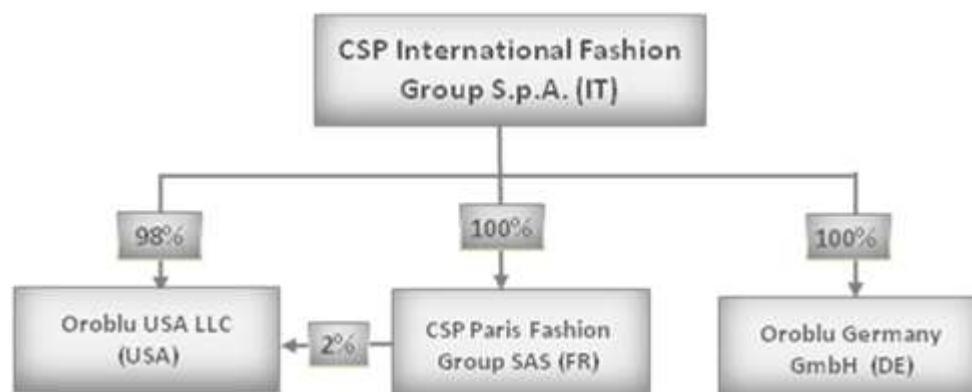 CSP International Fashion
Group S.p.A. (IT)
98%
100%
100%
Oroblu USA LLC
(USA)
2%
CSP Paris Fashion
Group SAS (FR)
Oroblu Germany
GmbH (DE)